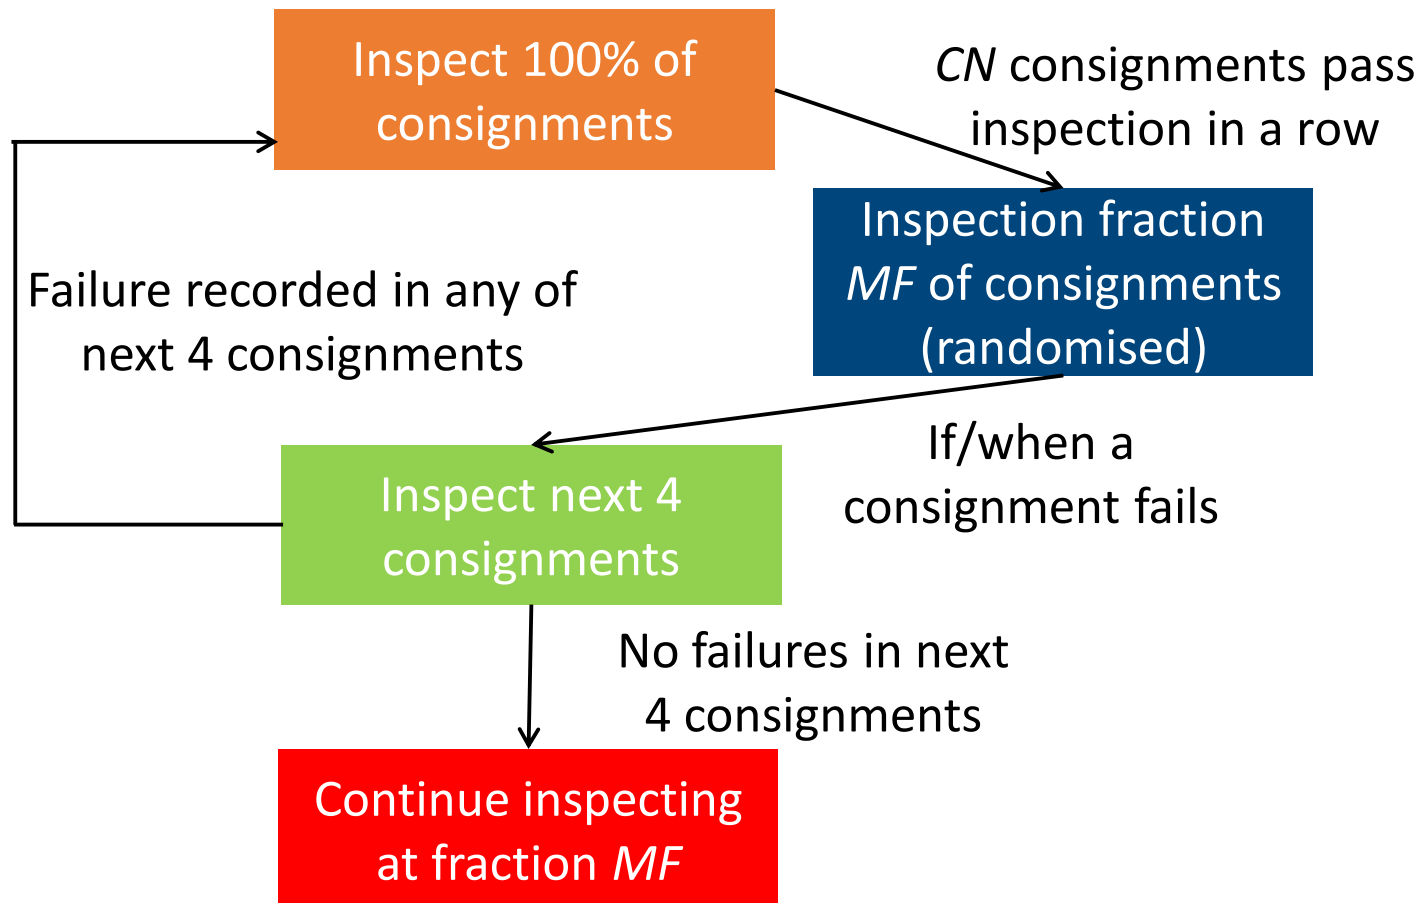 Inspect 100% of
consignments
CN consignments pass
inspection in a row
Inspection fraction
MF of consignments
(randomised)
Failure recorded in any of
next 4 consignments
If/when a
consignment fails
Inspect next 4
consignments
No failures in next
4 consignments
Continue inspecting
at fraction MF